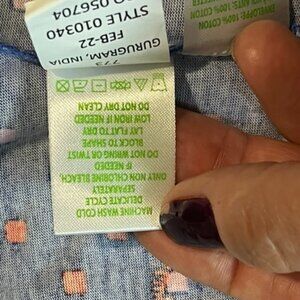 MACHINE WASH COLD
DELICATE CYCLE
SEPARATELY
ONLY NON CHLORINE BLEACH
IF NEEDED
DO NOT WRING OR TWIST
BLOCK TO SHAPE
LAY FLAT TO DRY
LOW IRON IF NEEDED
DO NOT DRY CLEAN
GURUGRAM, INDIA
FEB-22
STYLE 010340
O 056704
100% COTTON
ENVELOPPE